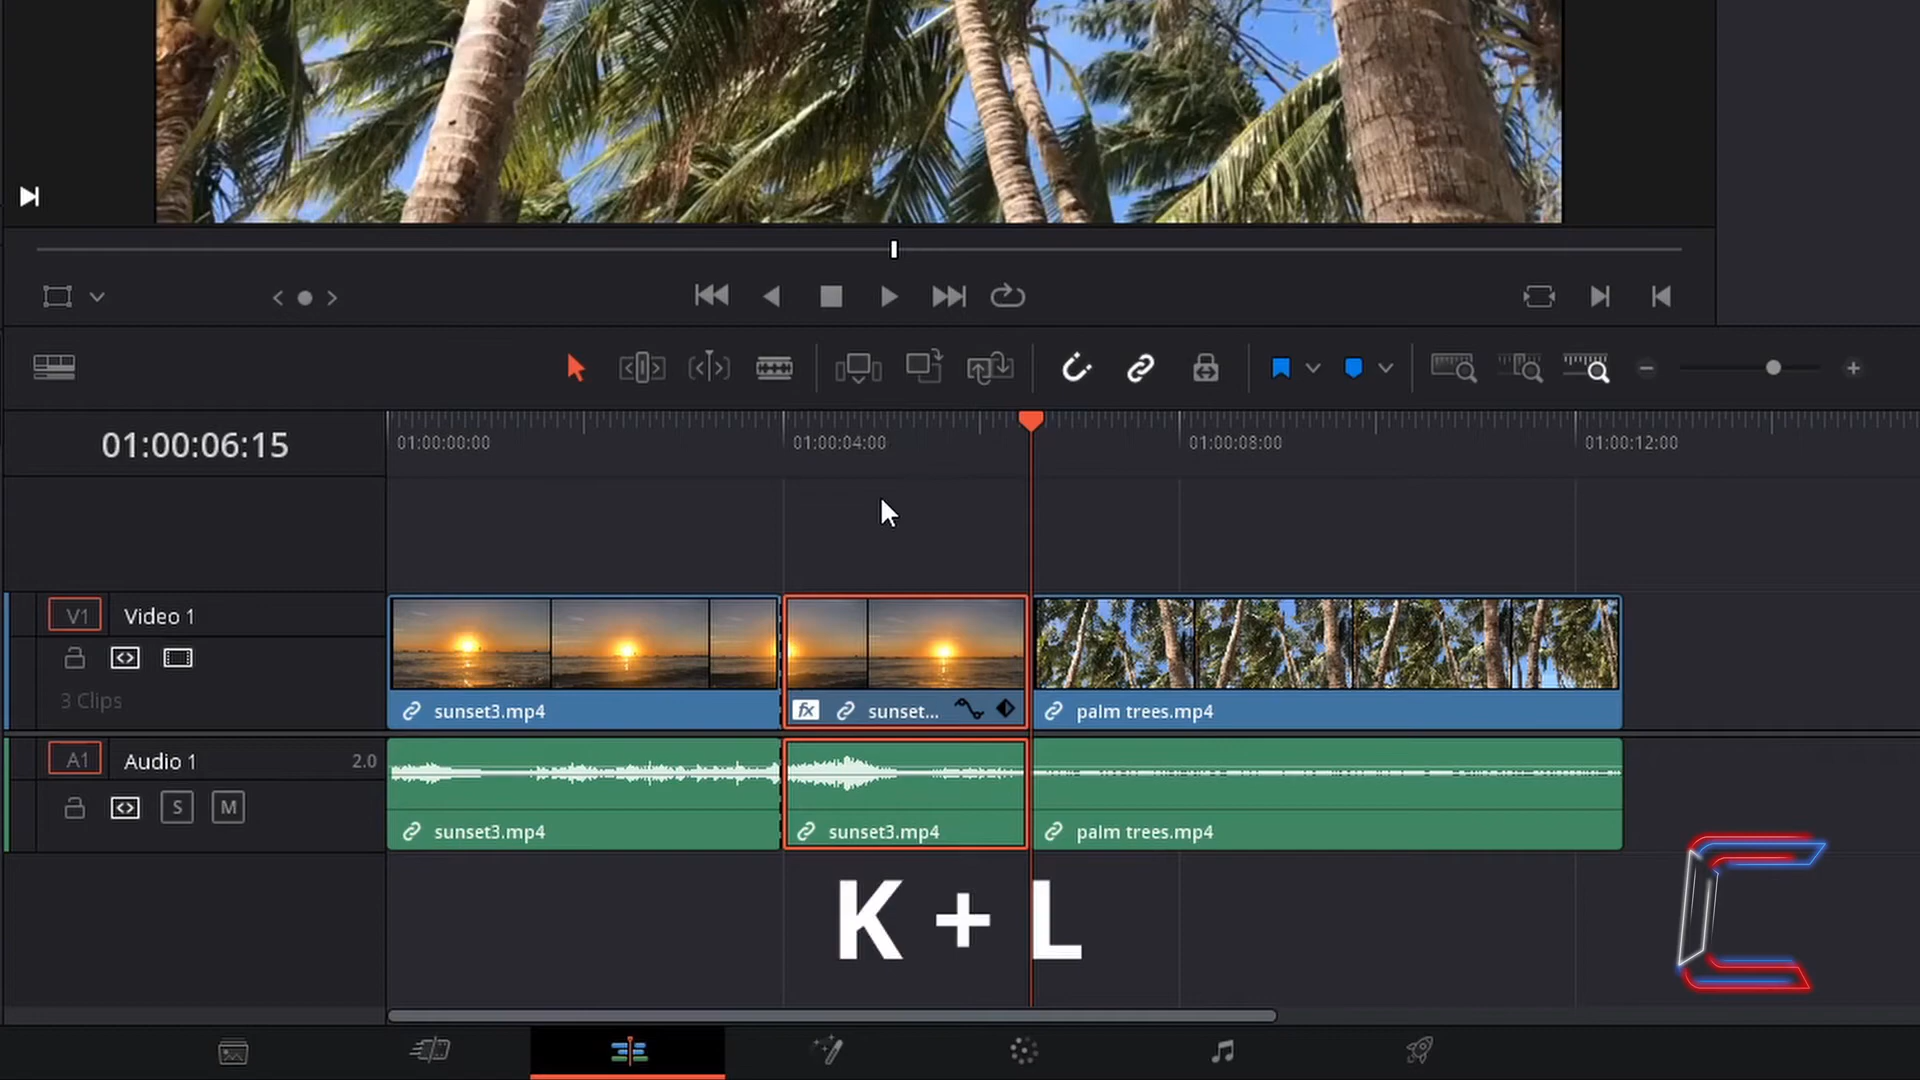 01:00:06:15
01:00:00:00
01:00:04:00
01:00:08:00
01:00:12:00
V1 Video 1
3 Clips
sunset3.mp4
fx sunset...
palm trees.mp4
A1 Audio 1 2.0
S M
sunset3.mp4
sunset3.mp4
palm trees.mp4
K + L
C